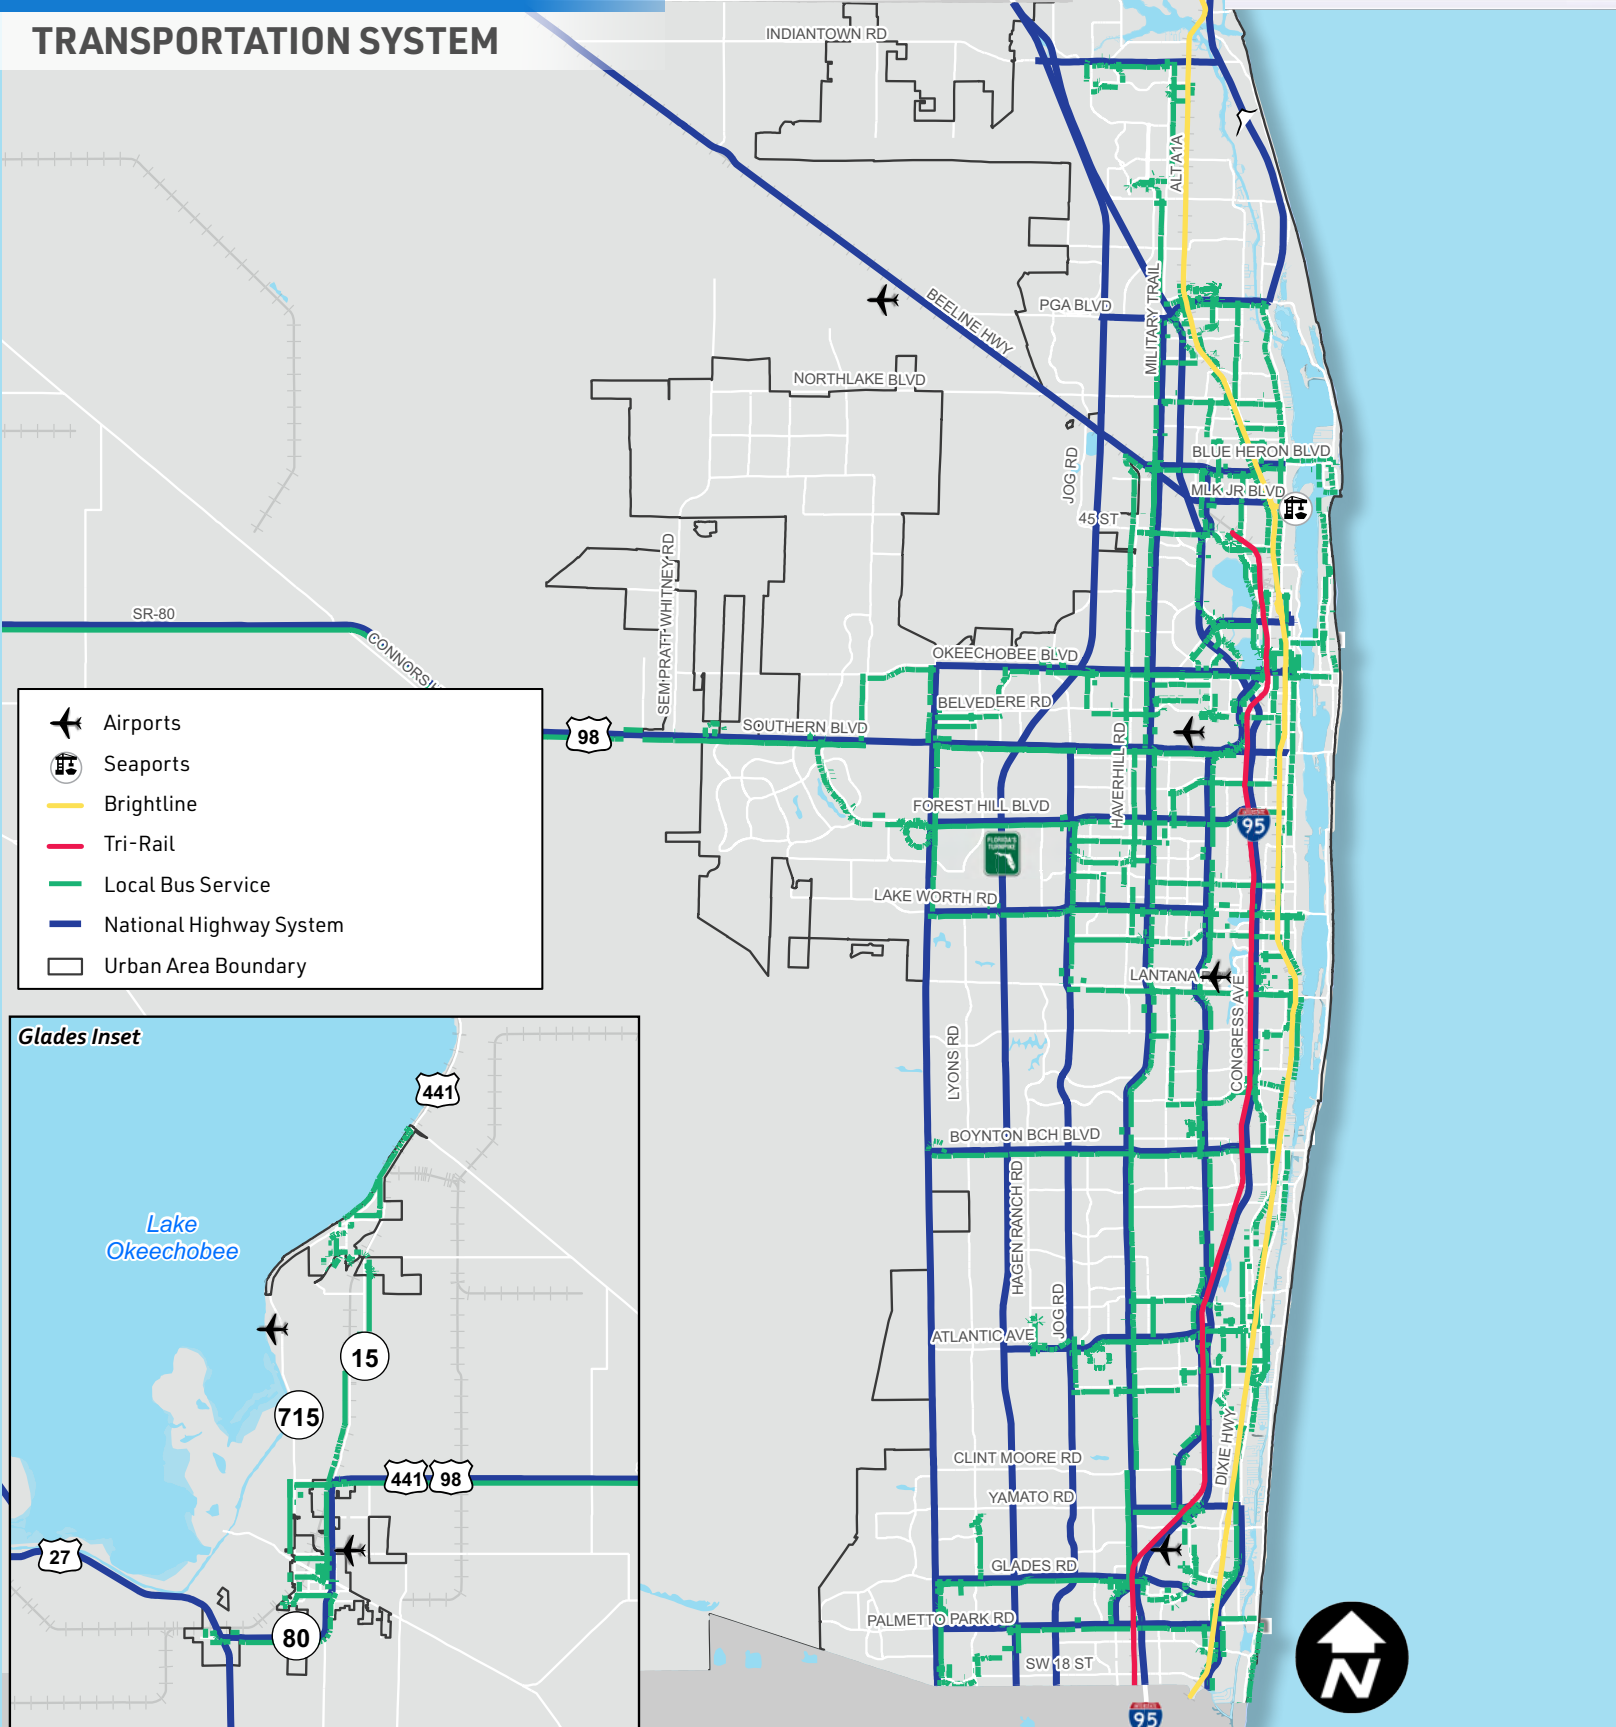 TRANSPORTATION SYSTEM
INDIANTOWN RD
ALT A1A
MILITARY TRAIL
PGA BLVD
BEELINE HWY
NORTHLAKE BLVD
JOG RD
BLUE HERON BLVD
MLK JR BLVD
45 ST
SEM PRATT WHITNEY RD
SR-80
OKEECHOBEE BLVD
BELVEDERE RD
98
SOUTHERN BLVD
HAVERHILL RD
FOREST HILL BLVD
95
FLORIDA'S
TURNPIKE
LAKE WORTH RD
LANTANA
CONGRESS AVE
LYONS RD
BOYNTON BCH BLVD
HAGEN RANCH RD
JOG RD
ATLANTIC AVE
DIXIE HWY
CLINT MOORE RD
YAMATO RD
GLADES RD
PALMETTO PARK RD
SW 18 ST
95
N
Airports
Seaports
Brightline
Tri-Rail
Local Bus Service
National Highway System
Urban Area Boundary
Glades Inset
441
Lake
Okeechobee
15
715
441
98
27
80